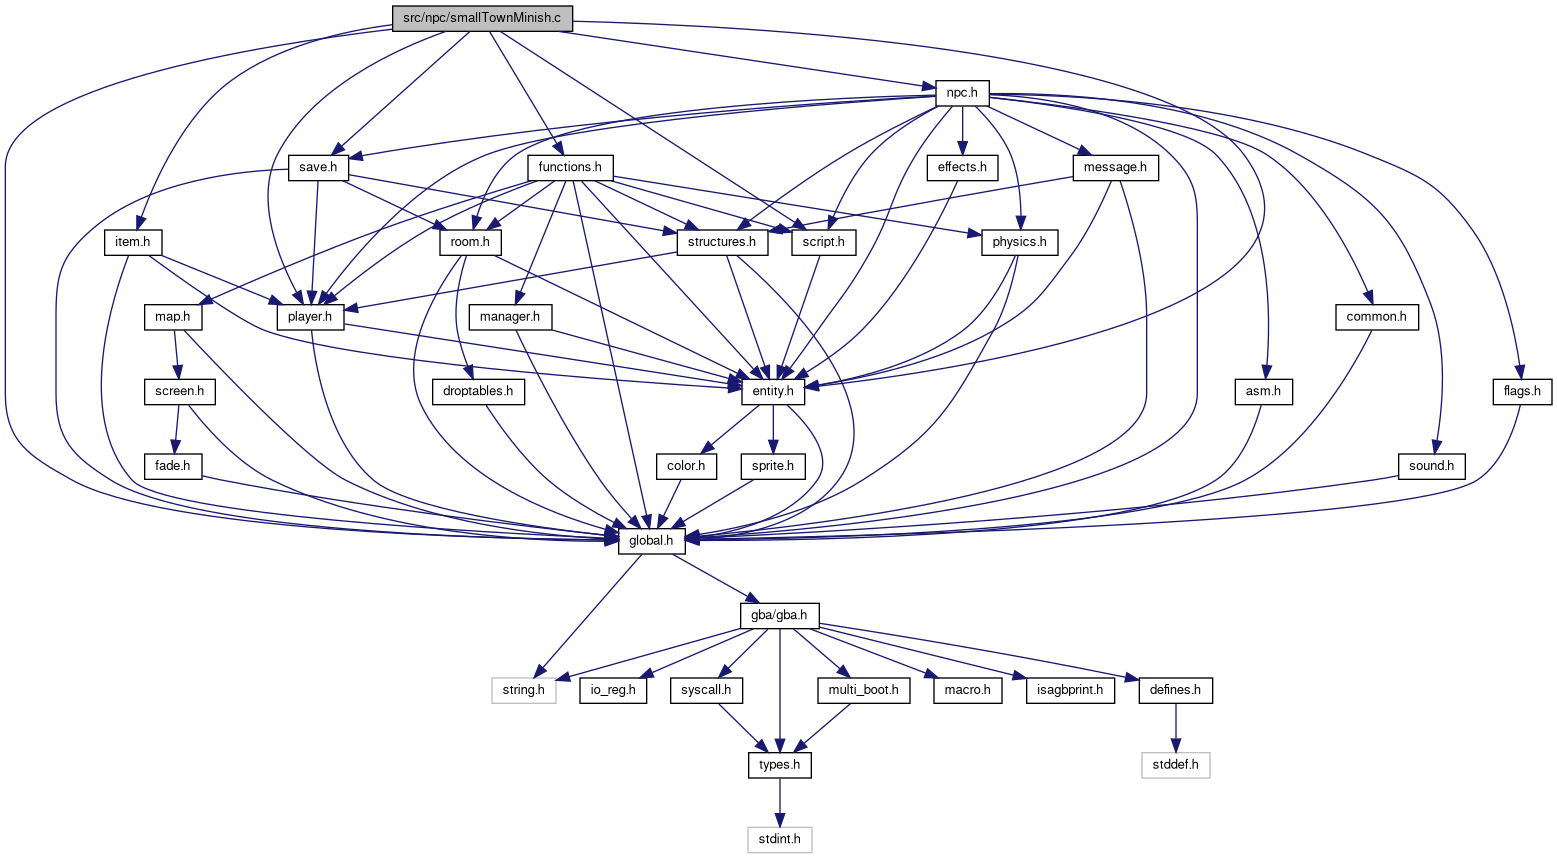 src/npc/smallTownMinish.c
npc.h
save.h
functions.h
effects.h
message.h
item.h
room.h
structures.h
script.h
physics.h
map.h
player.h
manager.h
common.h
screen.h
droptables.h
entity.h
asm.h
flags.h
fade.h
color.h
sprite.h
sound.h
global.h
gba/gba.h
string.h
io_reg.h
syscall.h
multi_boot.h
macro.h
isagbprint.h
defines.h
types.h
stddef.h
stdint.h